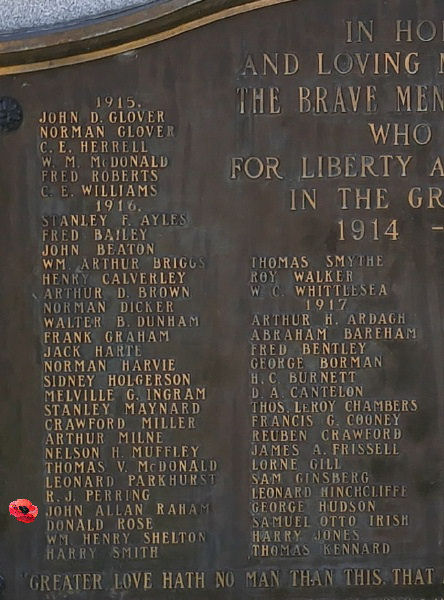 IN HO
AND LOVING
THE BRAVE MEN
WHO
FOR LIBERTY A
IN THE GR
1914 -
1915.
JOHN D. GLOVER
NORMAN GLOVER
C. E. HERRELL
W. M. McDONALD
FRED ROBERTS
C. E. WILLIAMS
1916.
STANLEY F. AYLES
FRED BAILEY
JOHN BEATON
WM. ARTHUR BRIGGS
HENRY CALVERLEY
ARTHUR D. BROWN
NORMAN DICKER
WALTER B. DUNHAM
FRANK GRAHAM
JACK HARTE
NORMAN HARVIE
SIDNEY HOLGERSON
MELVILLE G. INGRAM
STANLEY MAYNARD
CRAWFORD MILLER
ARTHUR MILNE
NELSON H. MUFFLEY
THOMAS V. McDONALD
LEONARD PARKHURST
R. J. PERRING
JOHN ALLAN RAHAM
DONALD ROSE
WM. HENRY SHELTON
HARRY SMITH
THOMAS SMYTHE
ROY WALKER
W. C. WHITTLESEA
1917.
ARTHUR H. ARDAGH
ABRAHAM BAREHAM
FRED BENTLEY
GEORGE BORMAN
H. C. BURNETT
D. A. CANTELON
THOS. LEROY CHAMBERS
FRANCIS G. COONEY
REUBEN CRAWFORD
JAMES A. FRISSELL
LORNE GILL
SAM GINSBERG
LEONARD HINCHCLIFFE
GEORGE HUDSON
SAMUEL OTTO IRISH
HARRY JONES
THOMAS KENNARD
"GREATER LOVE HATH NO MAN THAN THIS, THAT